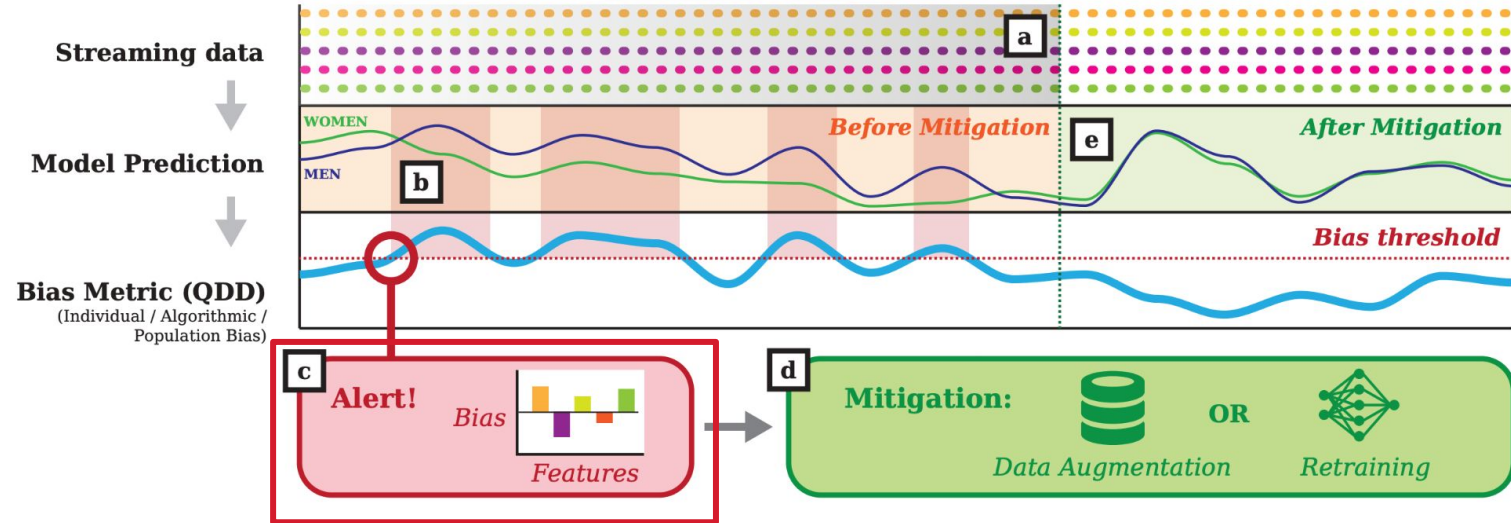 Streaming data
a
Model Prediction
WOMEN
MEN
b
Before Mitigation
e
After Mitigation
Bias threshold
Bias Metric (QDD)
(Individual / Algorithmic /
Population Bias)
c
Alert!
Bias
Features
d
Mitigation:
OR
Data Augmentation
Retraining